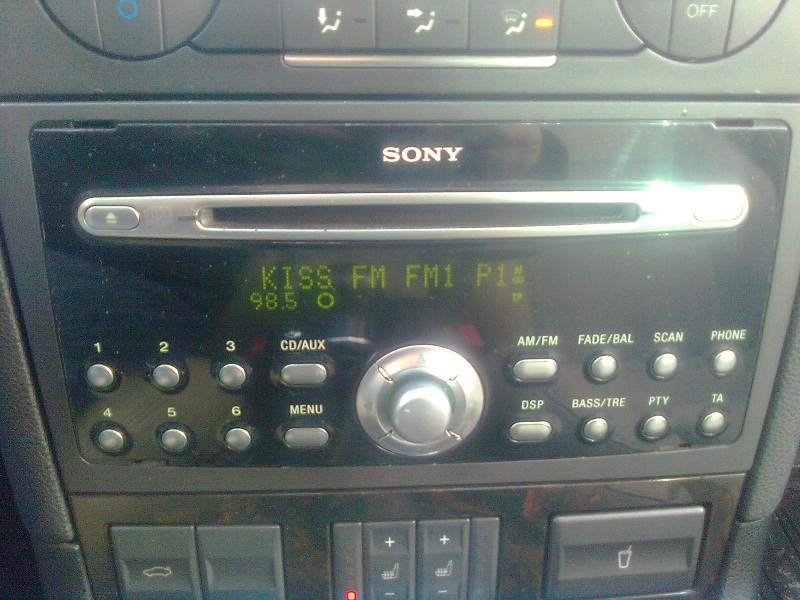 OFF
SONY
KISS FM FM1 P1 AF
98.5 TP
1 2 3 CD/AUX AM/FM FADE/BAL SCAN PHONE
4 5 6 MENU DSP BASS/TRE PTY TA
+ +
- -